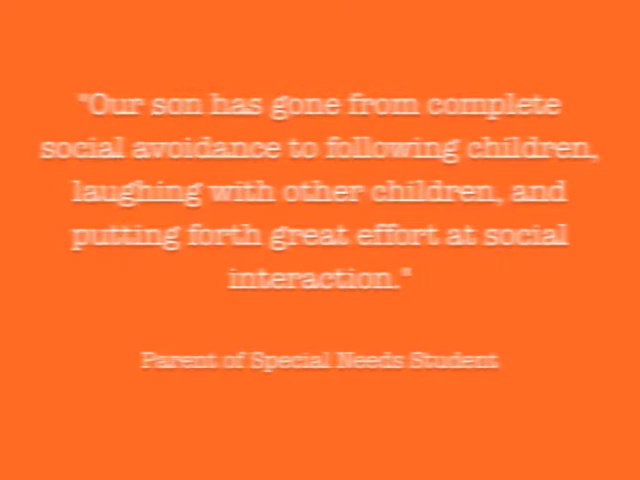 "Our son has gone from complete
social avoidance to following children,
laughing with other children, and
putting forth great effort at social
interaction."
Parent of Special Needs Student